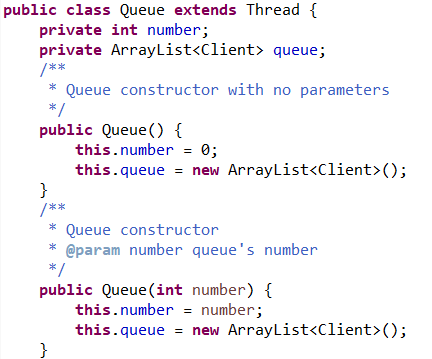 public class Queue extends Thread {
    private int number;
    private ArrayList<Client> queue;
    /**
     * Queue constructor with no parameters
     */
    public Queue() {
        this.number = 0;
        this.queue = new ArrayList<Client>();
    }
    /**
     * Queue constructor
     * @param number queue's number
     */
    public Queue(int number) {
        this.number = number;
        this.queue = new ArrayList<Client>();
    }